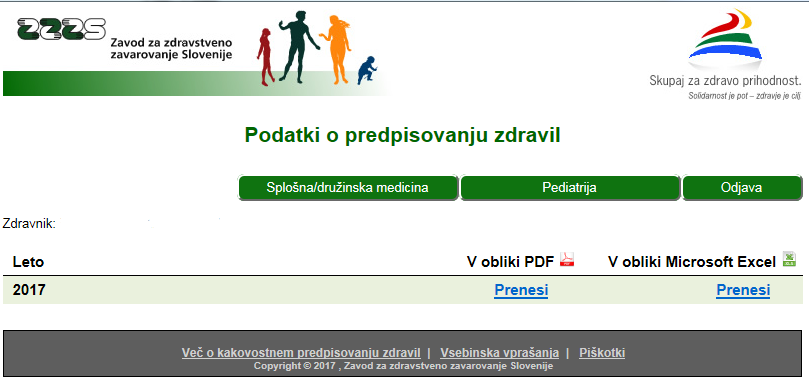 ZZZS
Zavod za zdravstveno
zavarovanje Slovenije
Skupaj za zdravo prihodnost.
Solidarnost je pot – zdravje je cilj.
Podatki o predpisovanju zdravil
Splošna/družinska medicina Pediatrija Odjava
Zdravnik:
Leto V obliki PDF V obliki Microsoft Excel
2017 Prenesi Prenesi
Več o kakovostnem predpisovanju zdravil | Vsebinska vprašanja | Piškotki
Copyright © 2017 , Zavod za zdravstveno zavarovanje Slovenije